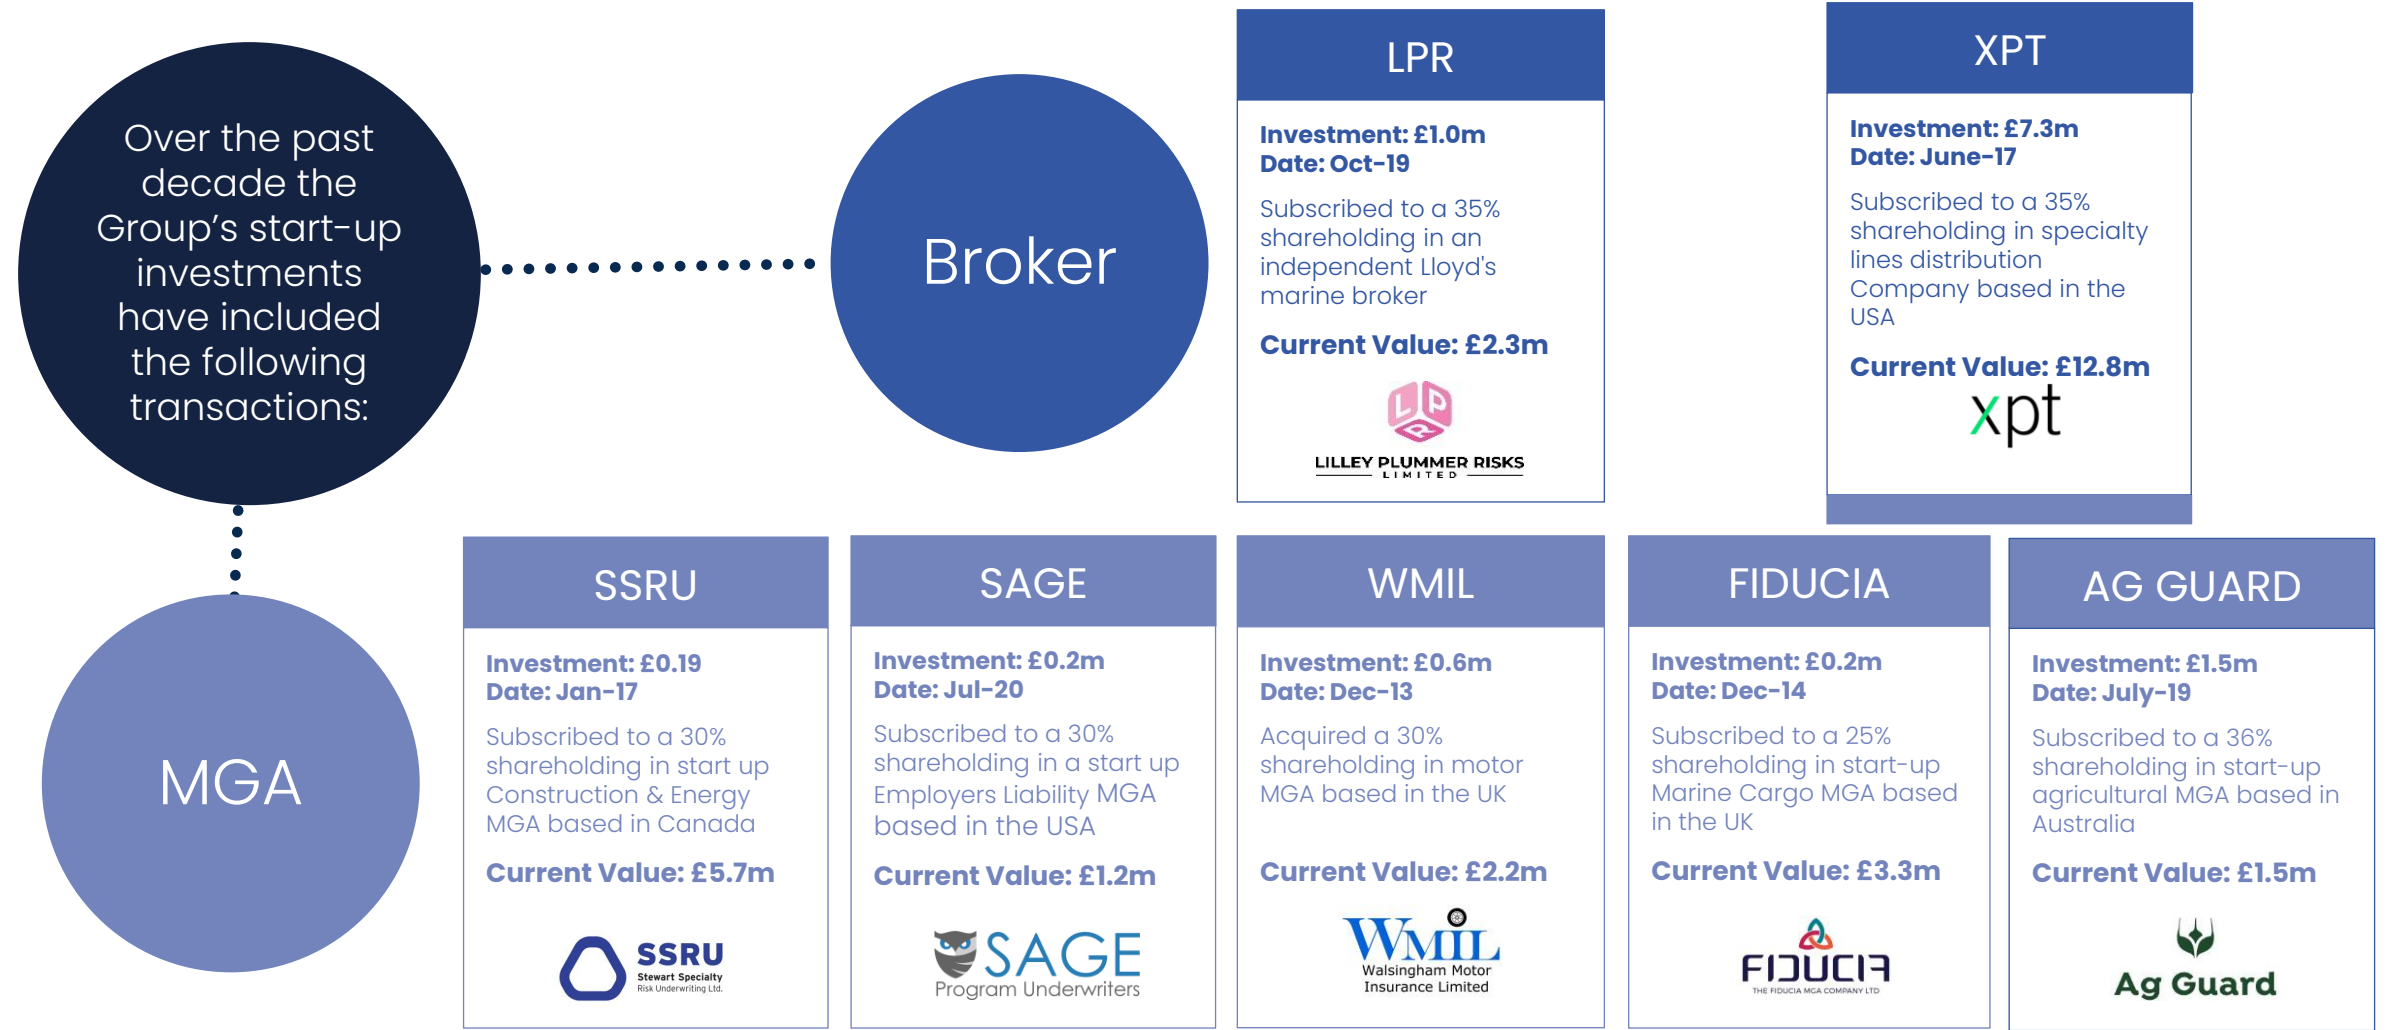 Over the past
decade the
Group's start-up
investments
have included
the following
transactions:
Broker
LPR
Investment: £1.0m
Date: Oct-19
Subscribed to a 35%
shareholding in an
independent Lloyd's
marine broker
Current Value: £2.3m
L P R
LILLEY PLUMMER RISKS
LIMITED
XPT
Investment: £7.3m
Date: June-17
Subscribed to a 35%
shareholding in specialty
lines distribution
Company based in the
USA
Current Value: £12.8m
xpt
MGA
SSRU
Investment: £0.19
Date: Jan-17
Subscribed to a 30%
shareholding in start up
Construction & Energy
MGA based in Canada
Current Value: £5.7m
SSRU
Stewart Specialty
Risk Underwriting Ltd.
SAGE
Investment: £0.2m
Date: Jul-20
Subscribed to a 30%
shareholding in a start up
Employers Liability MGA
based in the USA
Current Value: £1.2m
SAGE
Program Underwriters
WMIL
Investment: £0.6m
Date: Dec-13
Acquired a 30%
shareholding in motor
MGA based in the UK
Current Value: £2.2m
WMIL
Walsingham Motor
Insurance Limited
FIDUCIA
Investment: £0.2m
Date: Dec-14
Subscribed to a 25%
shareholding in start-up
Marine Cargo MGA based
in the UK
Current Value: £3.3m
FIDUCIA
THE FIDUCIA MGA COMPANY LTD
AG GUARD
Investment: £1.5m
Date: July-19
Subscribed to a 36%
shareholding in start-up
agricultural MGA based in
Australia
Current Value: £1.5m
Ag Guard